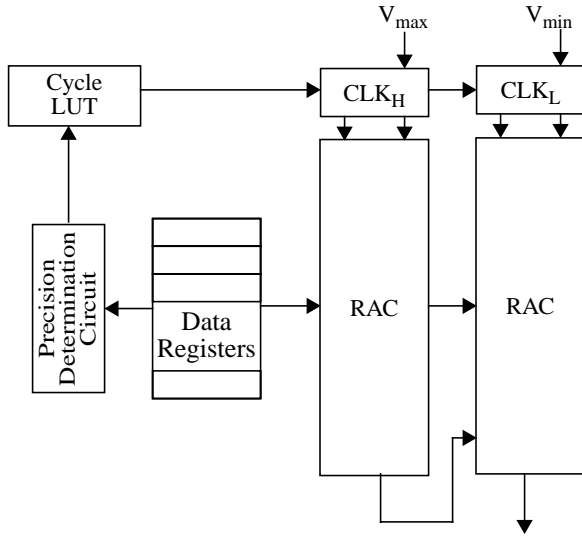 V_max
V_min
Cycle
LUT
CLK_H
CLK_L
Precision
Determination
Circuit
Data
Registers
RAC
RAC